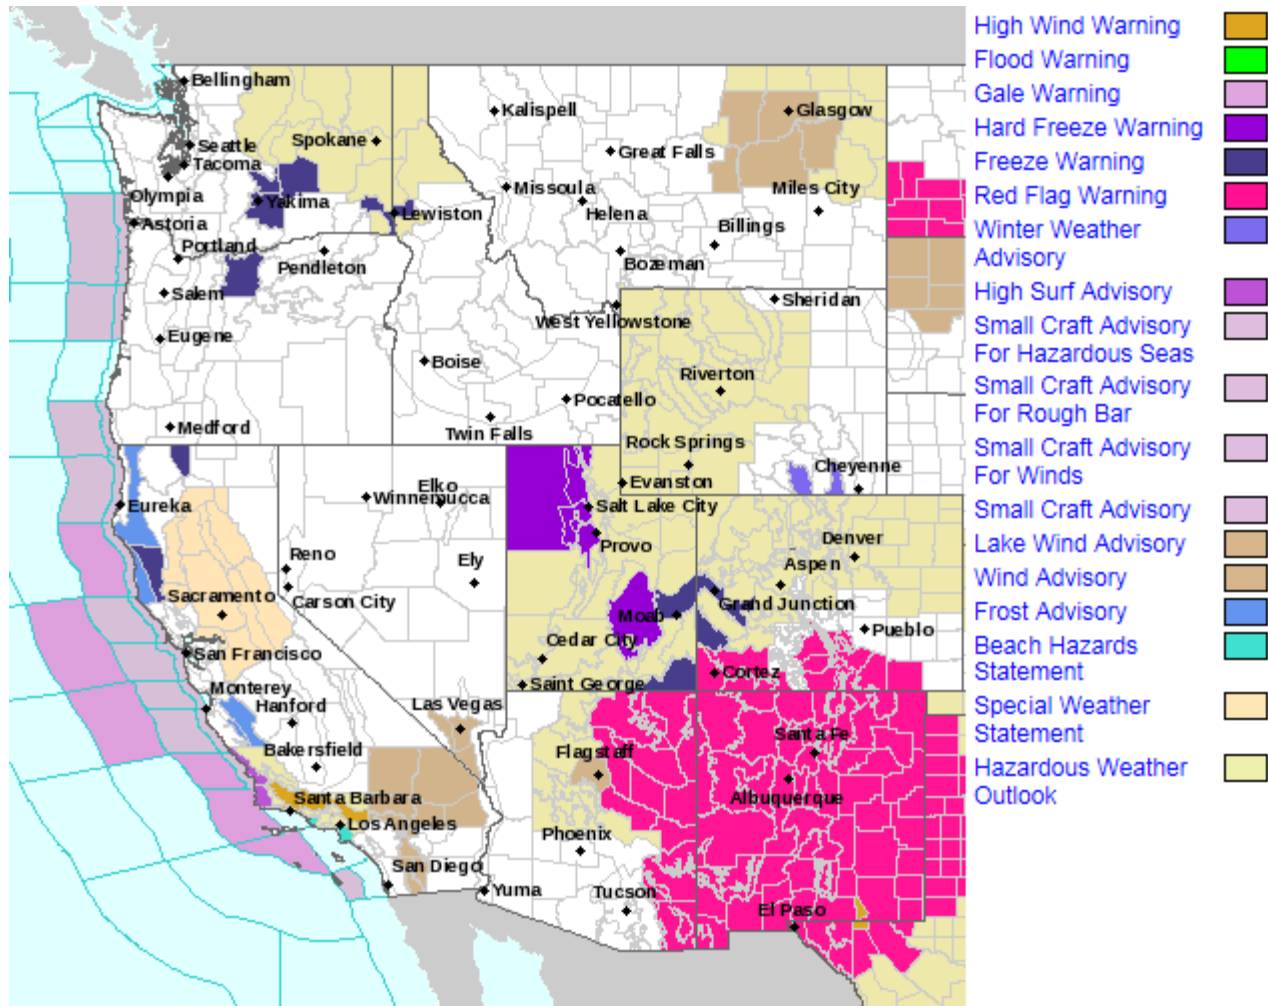 Bellingham
Seattle
Tacoma
Olympia
Astoria
Portland
Salem
Eugene
Medford
Spokane
Yakima
Lewiston
Pendleton
Kalispell
Great Falls
Missoula
Helena
Bozeman
Billings
Miles City
Glasgow
West Yellowstone
Sheridan
Boise
Pocatello
Twin Falls
Riverton
Rock Springs
Evanston
Cheyenne
Eureka
Elko
Winnemucca
Reno
Carson City
Ely
Salt Lake City
Provo
Denver
Aspen
Grand Junction
Moab
Pueblo
Cedar City
Saint George
Cortez
Sacramento
San Francisco
Monterey
Hanford
Las Vegas
Bakersfield
Flagstaff
Santa Fe
Albuquerque
Santa Barbara
Los Angeles
San Diego
Phoenix
Yuma
Tucson
El Paso
High Wind Warning
Flood Warning
Gale Warning
Hard Freeze Warning
Freeze Warning
Red Flag Warning
Winter Weather
Advisory
High Surf Advisory
Small Craft Advisory
For Hazardous Seas
Small Craft Advisory
For Rough Bar
Small Craft Advisory
For Winds
Small Craft Advisory
Lake Wind Advisory
Wind Advisory
Frost Advisory
Beach Hazards
Statement
Special Weather
Statement
Hazardous Weather
Outlook